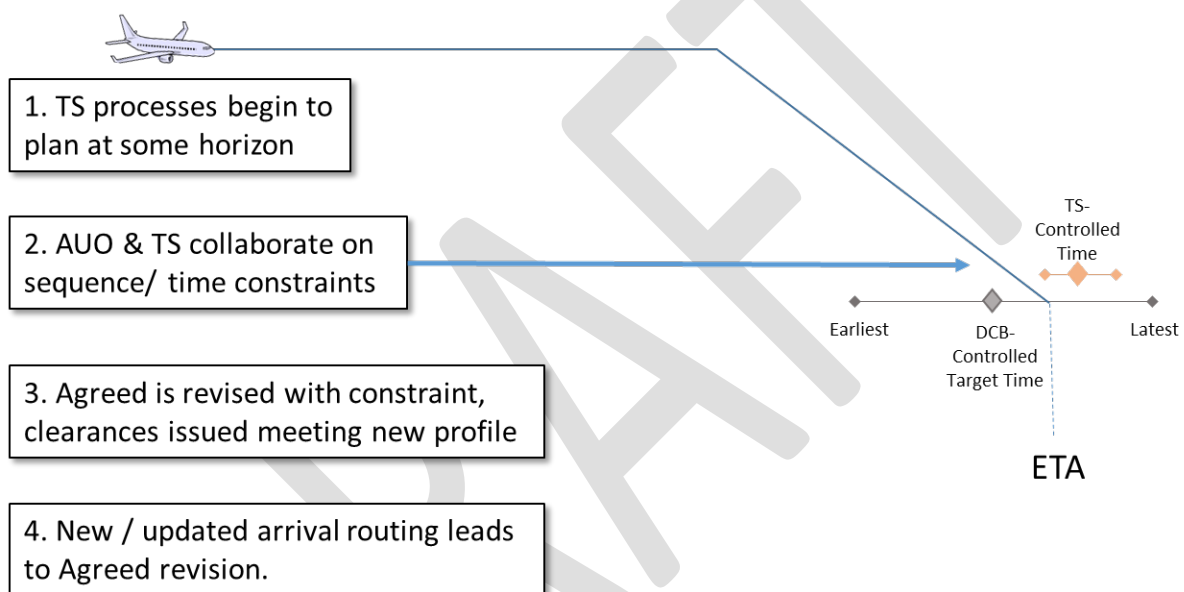 1. TS processes begin to
plan at some horizon
2. AUO & TS collaborate on
sequence/ time constraints
3. Agreed is revised with constraint,
clearances issued meeting new profile
4. New / updated arrival routing leads
to Agreed revision.
TS-
Controlled
Time
Earliest
DCB-
Controlled
Target Time
Latest
ETA
DRAFT